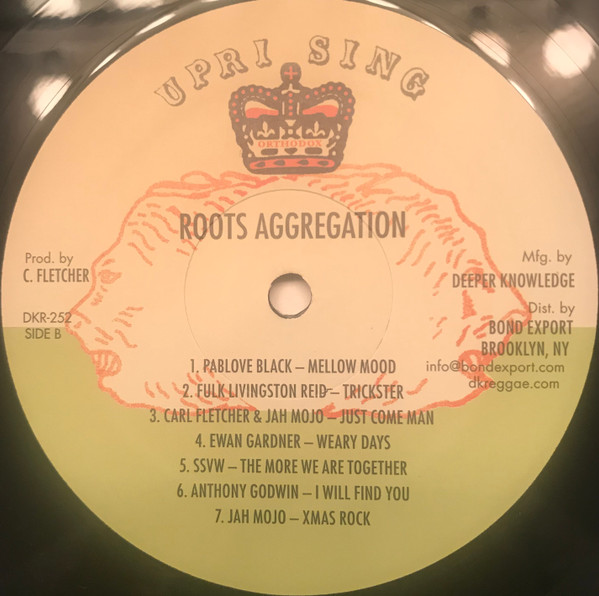 UPRI SING
ORTHODOX
ROOTS AGGREGATION
Prod. by
C. FLETCHER
DKR-252
SIDE B
Mfg. by
DEEPER KNOWLEDGE
Dist. by
BOND EXPORT
BROOKLYN, NY
info@bondexport.com
dkreggae.com
1. PABLOVE BLACK – MELLOW MOOD
2. FULK LIVINGSTON REID – TRICKSTER
3. CARL FLETCHER & JAH MOJO – JUST COME MAN
4. EWAN GARDNER – WEARY DAYS
5. SSVW – THE MORE WE ARE TOGETHER
6. ANTHONY GODWIN – I WILL FIND YOU
7. JAH MOJO – XMAS ROCK